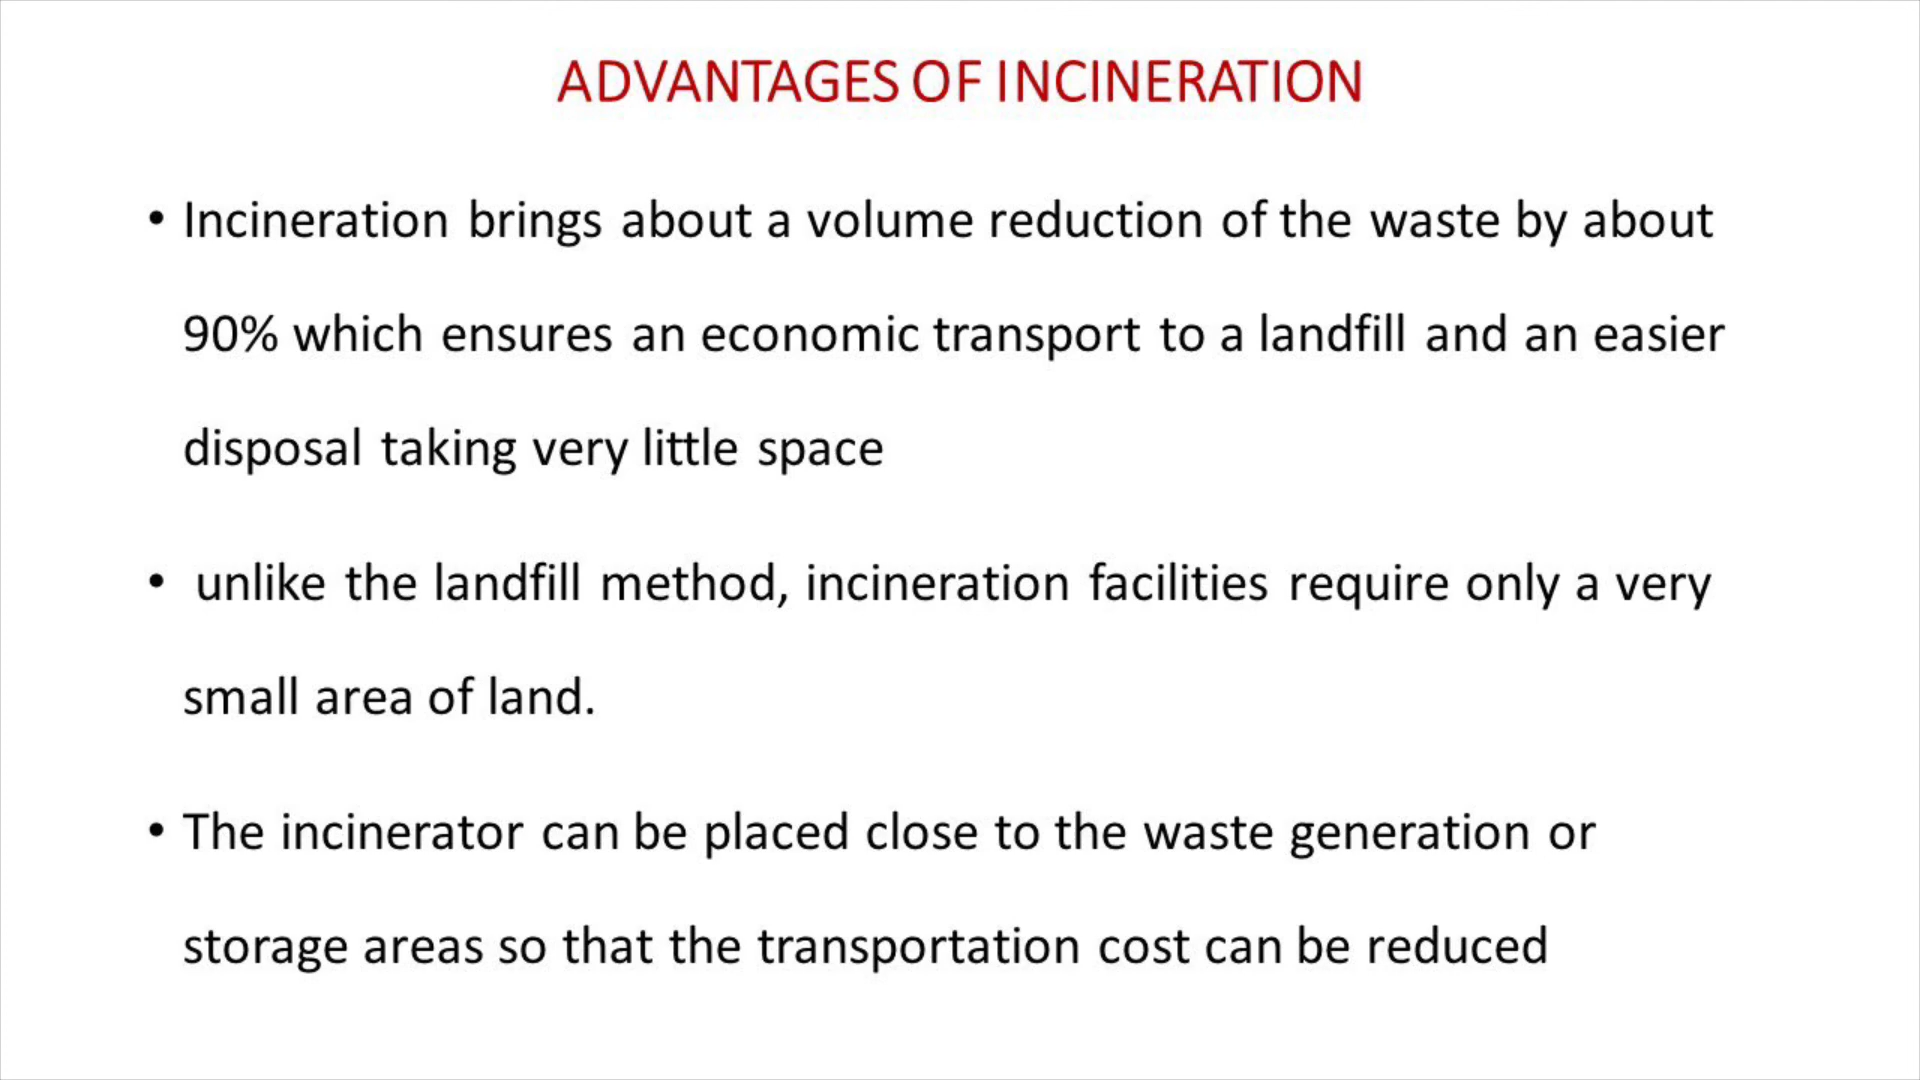 ADVANTAGES OF INCINERATION
• Incineration brings about a volume reduction of the waste by about
90% which ensures an economic transport to a landfill and an easier
disposal taking very little space
• unlike the landfill method, incineration facilities require only a very
small area of land.
• The incinerator can be placed close to the waste generation or
storage areas so that the transportation cost can be reduced